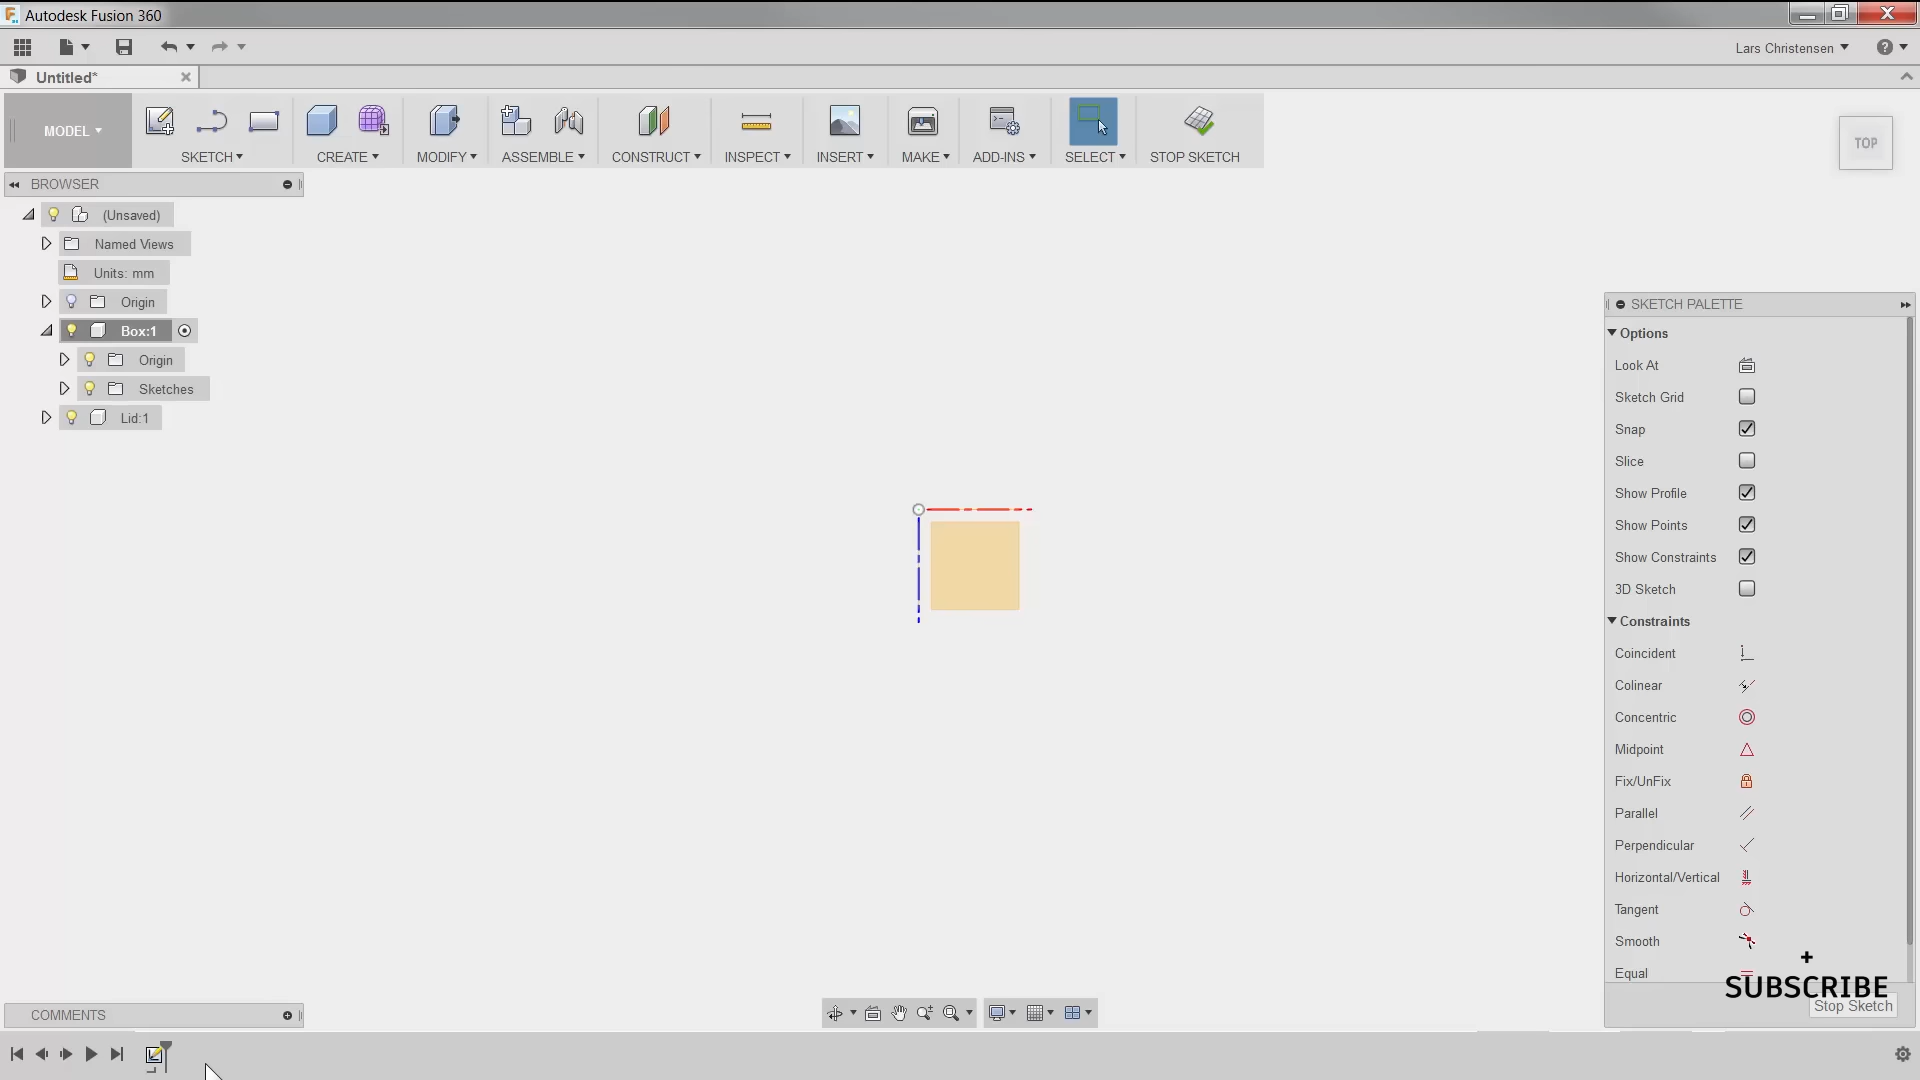 Autodesk Fusion 360
Lars Christensen
Untitled*
MODEL
SKETCH
CREATE
MODIFY
ASSEMBLE
CONSTRUCT
INSPECT
INSERT
MAKE
ADD-INS
SELECT
STOP SKETCH
TOP
BROWSER
(Unsaved)
Named Views
Units: mm
Origin
Box:1
Origin
Sketches
Lid:1
SKETCH PALETTE
Options
Look At
Sketch Grid
Snap
Slice
Show Profile
Show Points
Show Constraints
3D Sketch
Constraints
Coincident
Colinear
Concentric
Midpoint
Fix/UnFix
Parallel
Perpendicular
Horizontal/Vertical
Tangent
Smooth
Equal
+
SUBSCRIBE
Stop Sketch
COMMENTS